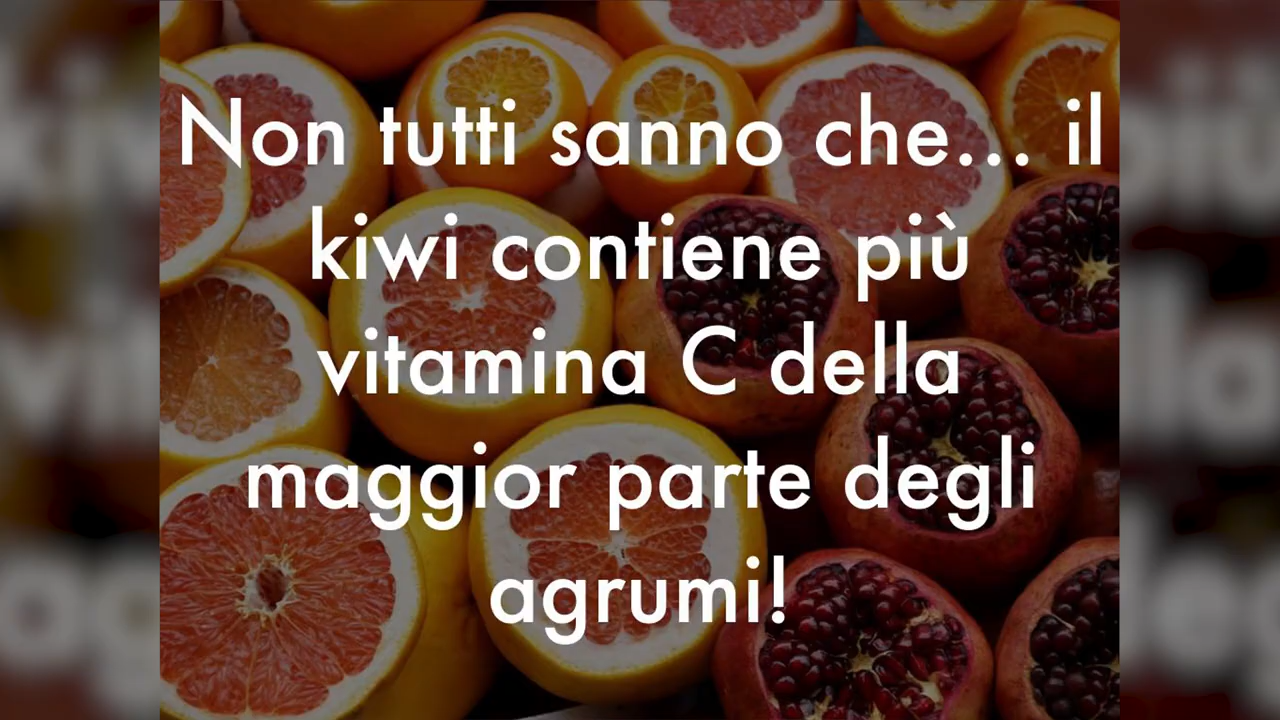 Non tutti sanno che... il
kiwi contiene più
vitamina C della
maggior parte degli
agrumi!